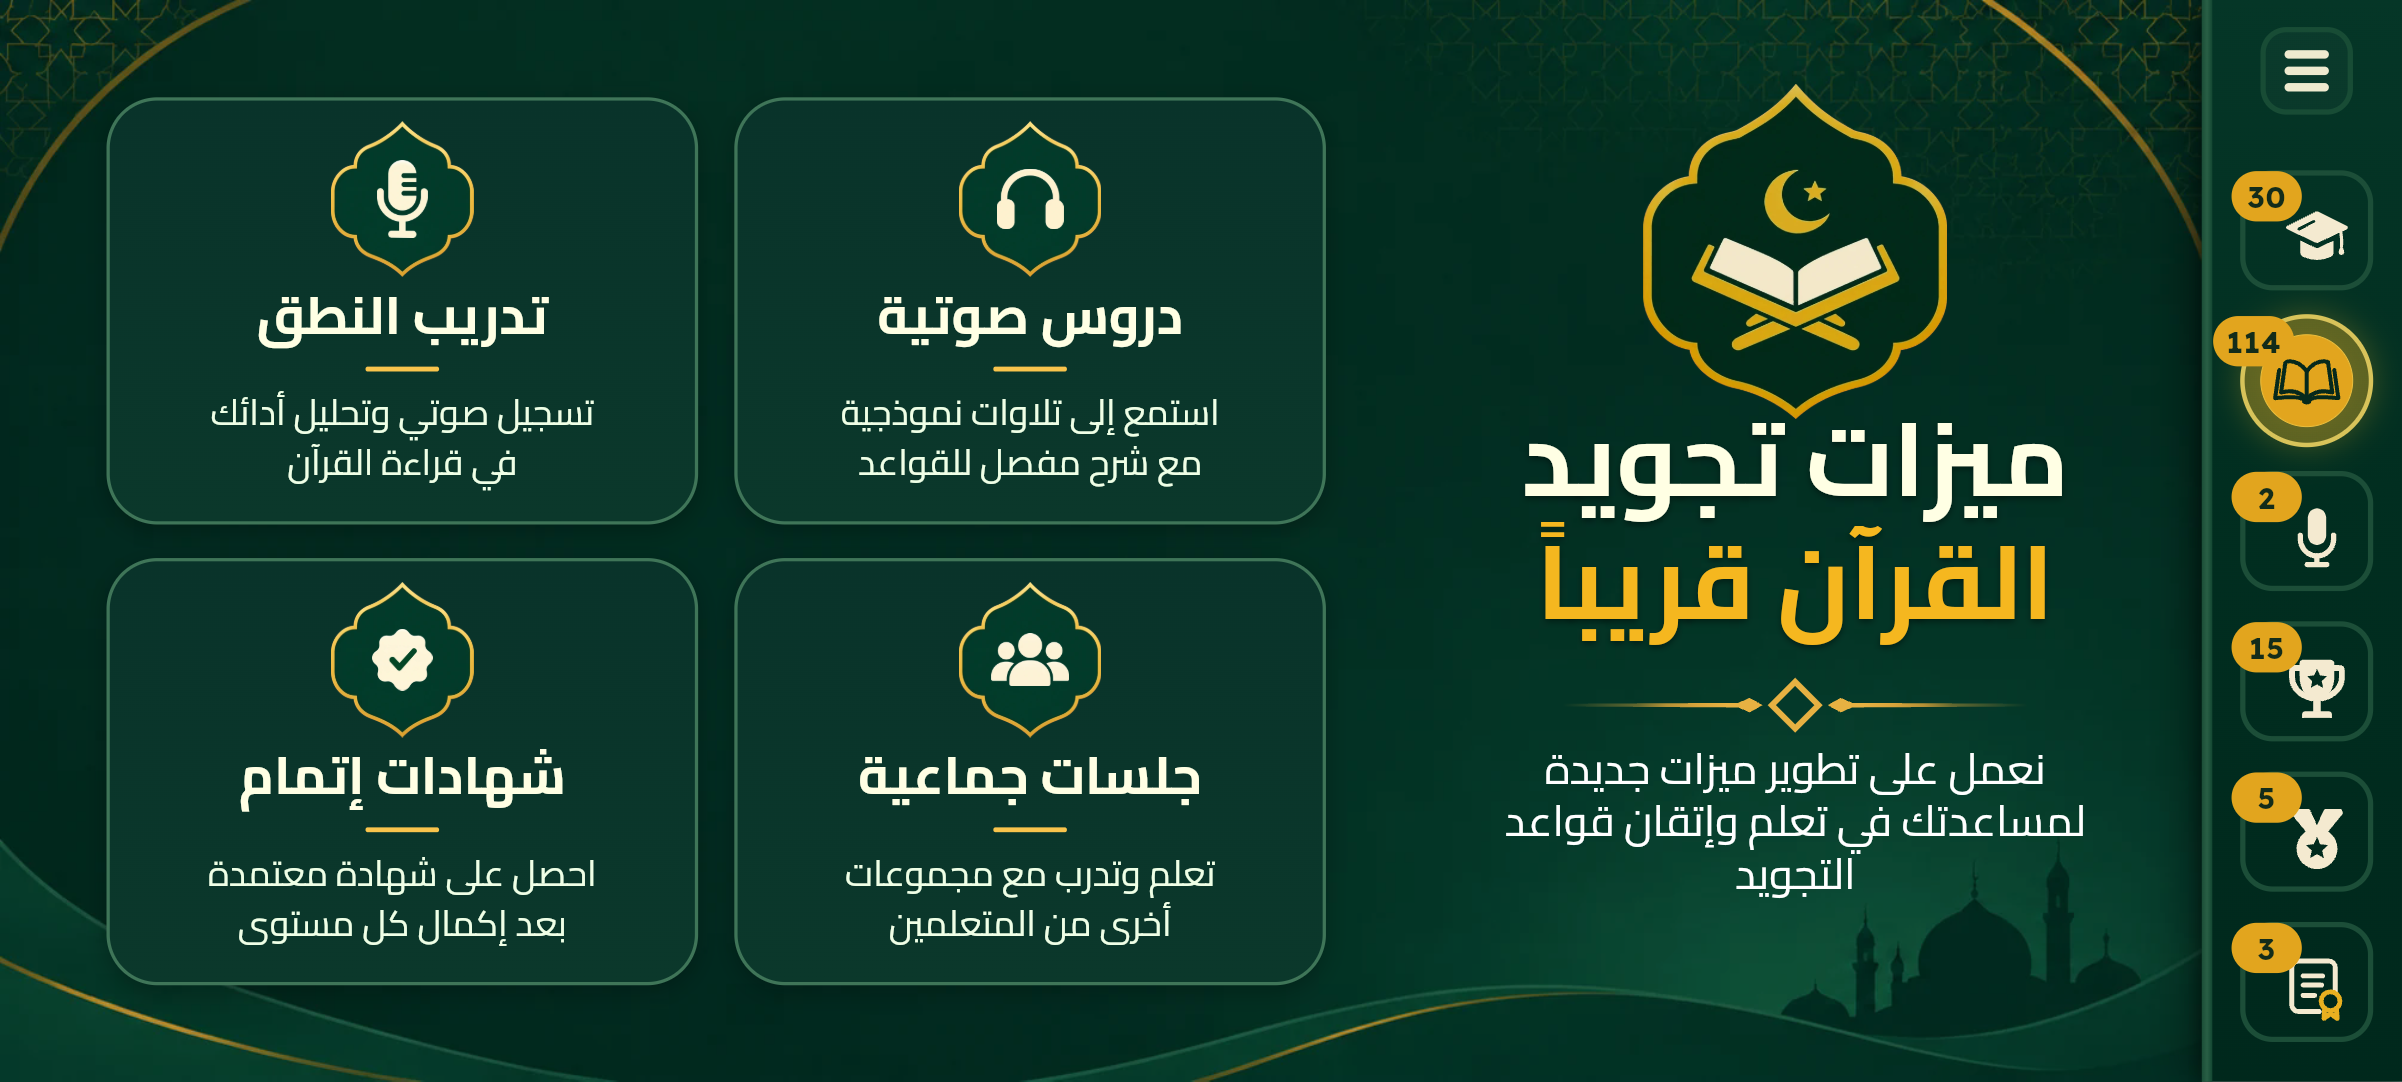 30
114
2
15
5
3
ميزات تجويد
القرآن قريباً
نعمل على تطوير ميزات جديدة
لمساعدتك في تعلم وإتقان قواعد
التجويد
دروس صوتية
استمع إلى تلاوات نموذجية
مع شرح مفصل للقواعد
تدريب النطق
تسجيل صوتي وتحليل أدائك
في قراءة القرآن
جلسات جماعية
تعلم وتدرب مع مجموعات
أخرى من المتعلمين
شهادات إتمام
احصل على شهادة معتمدة
بعد إكمال كل مستوى